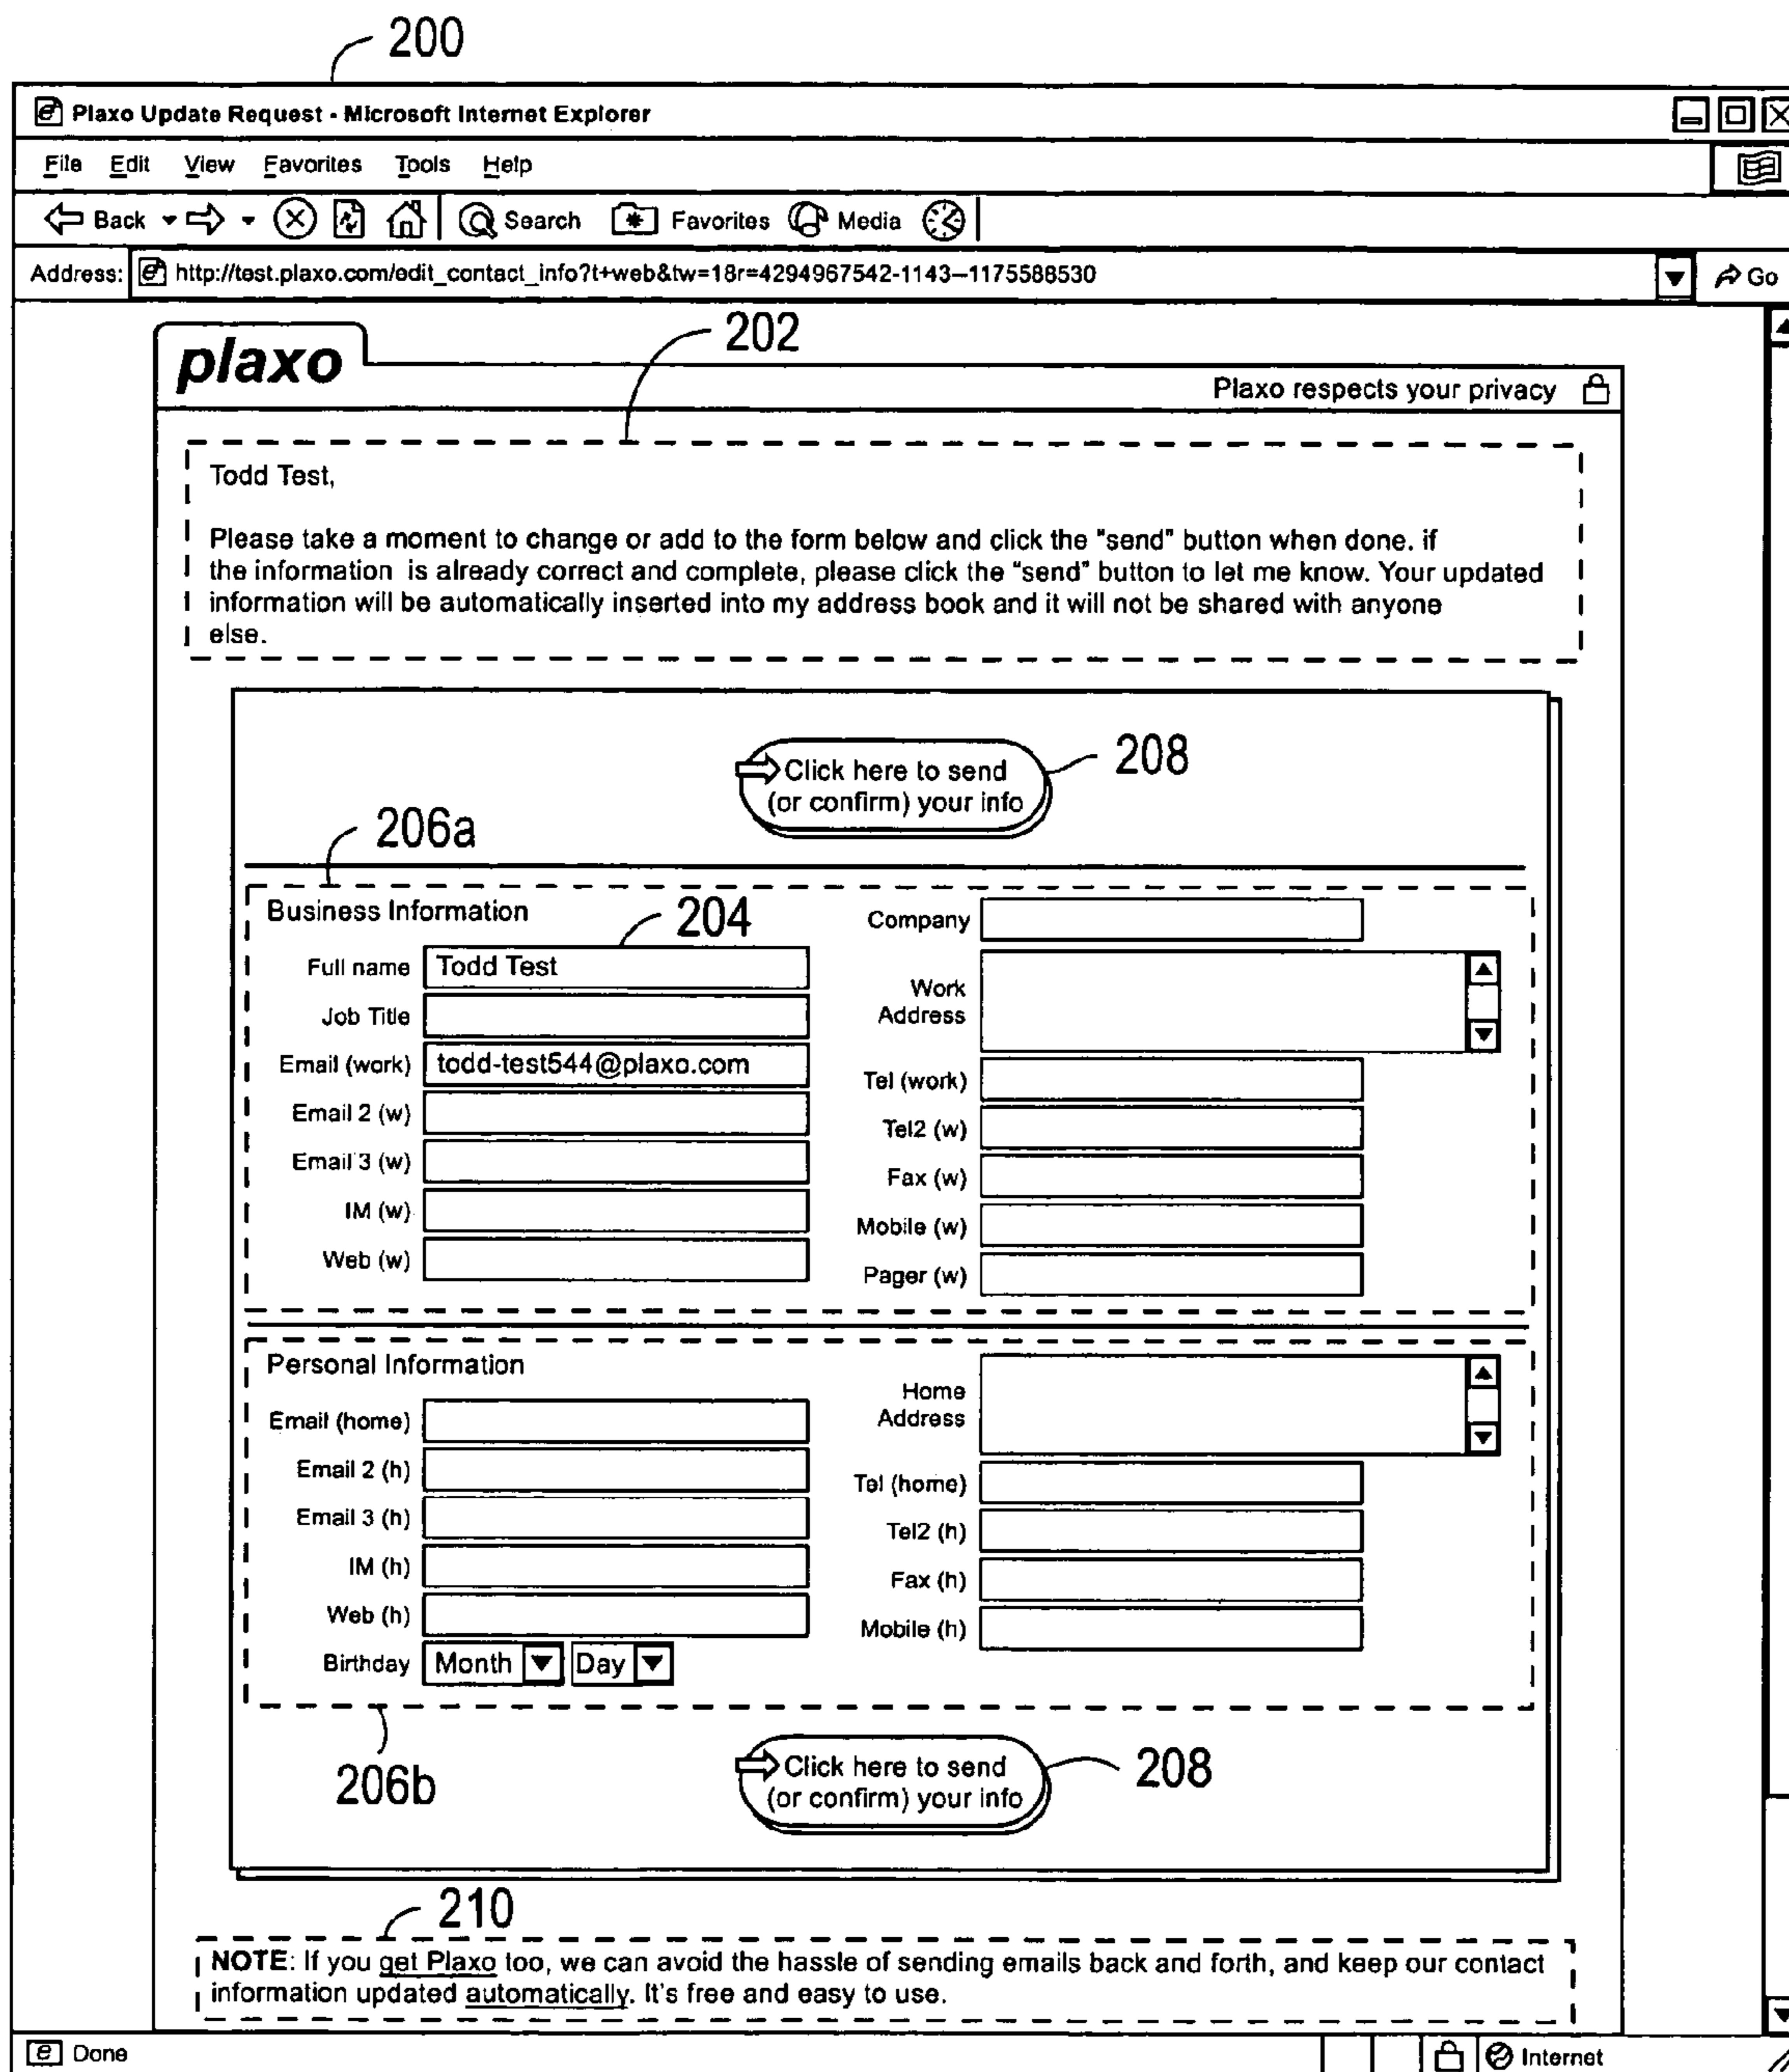 200
Plaxo Update Request - Microsoft Internet Explorer
File Edit View Favorites Tools Help
Back Search Favorites Media
Address: http://test.plaxo.com/edit_contact_info?t+web&tw=18r=4294967542-1143--1175588530 Go
202
plaxo
Plaxo respects your privacy
Todd Test,
Please take a moment to change or add to the form below and click the "send" button when done. if
the information is already correct and complete, please click the "send" button to let me know. Your updated
information will be automatically inserted into my address book and it will not be shared with anyone
else.
Click here to send
(or confirm) your info
208
206a
Business Information
204
Full name Todd Test
Job Title
Email (work) todd-test544@plaxo.com
Email 2 (w)
Email 3 (w)
IM (w)
Web (w)
Company
Work
Address
Tel (work)
Tel2 (w)
Fax (w)
Mobile (w)
Pager (w)
Personal Information
Email (home)
Email 2 (h)
Email 3 (h)
IM (h)
Web (h)
Birthday Month Day
Home
Address
Tel (home)
Tel2 (h)
Fax (h)
Mobile (h)
206b
Click here to send
(or confirm) your info
208
210
NOTE: If you get Plaxo too, we can avoid the hassle of sending emails back and forth, and keep our contact
information updated automatically. It's free and easy to use.
Done Internet